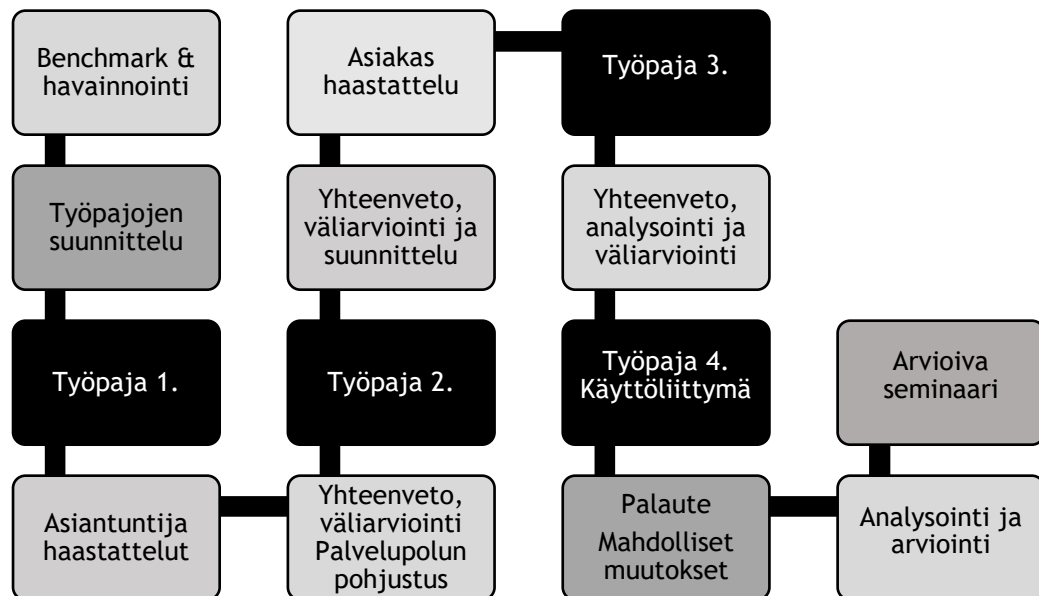 Benchmark &
havainnointi
Työpajojen
suunnittelu
Työpaja 1.
Asiantuntija
haastattelut
Yhteenveto,
väliarviointi
Palvelupolun
pohjustus
Työpaja 2.
Yhteenveto,
väliarviointi ja
suunnittelu
Asiakas
haastattelu
Työpaja 3.
Yhteenveto,
analysointi ja
väliarviointi
Työpaja 4.
Käyttöliittymä
Palaute
Mahdolliset
muutokset
Analysointi ja
arviointi
Arvioiva
seminaari